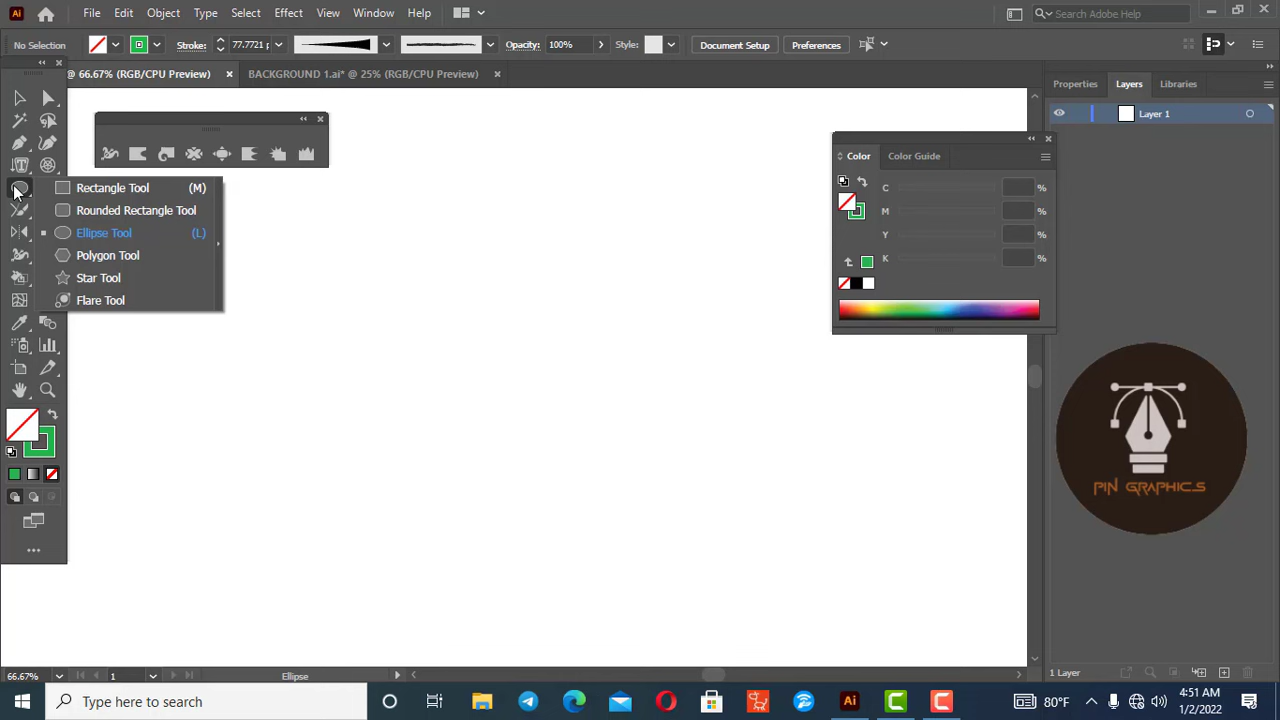 Ai File Edit Object Type Select Effect View Window Help Search Adobe Help
No Selection Stroke: 77.7721 p Opacity: 100% Style: Document Setup Preferences
@ 66.67% (RGB/CPU Preview) BACKGROUND 1.ai* @ 25% (RGB/CPU Preview)
Properties Layers Libraries
Layer 1
Color Color Guide
C %
M %
Y %
K %
Rectangle Tool (M)
Rounded Rectangle Tool
Ellipse Tool (L)
Polygon Tool
Star Tool
Flare Tool
PIN GRAPHICS
66.67% 1 Ellipse 1 Layer
Type here to search Ai 80°F 4:51 AM
1/2/2022